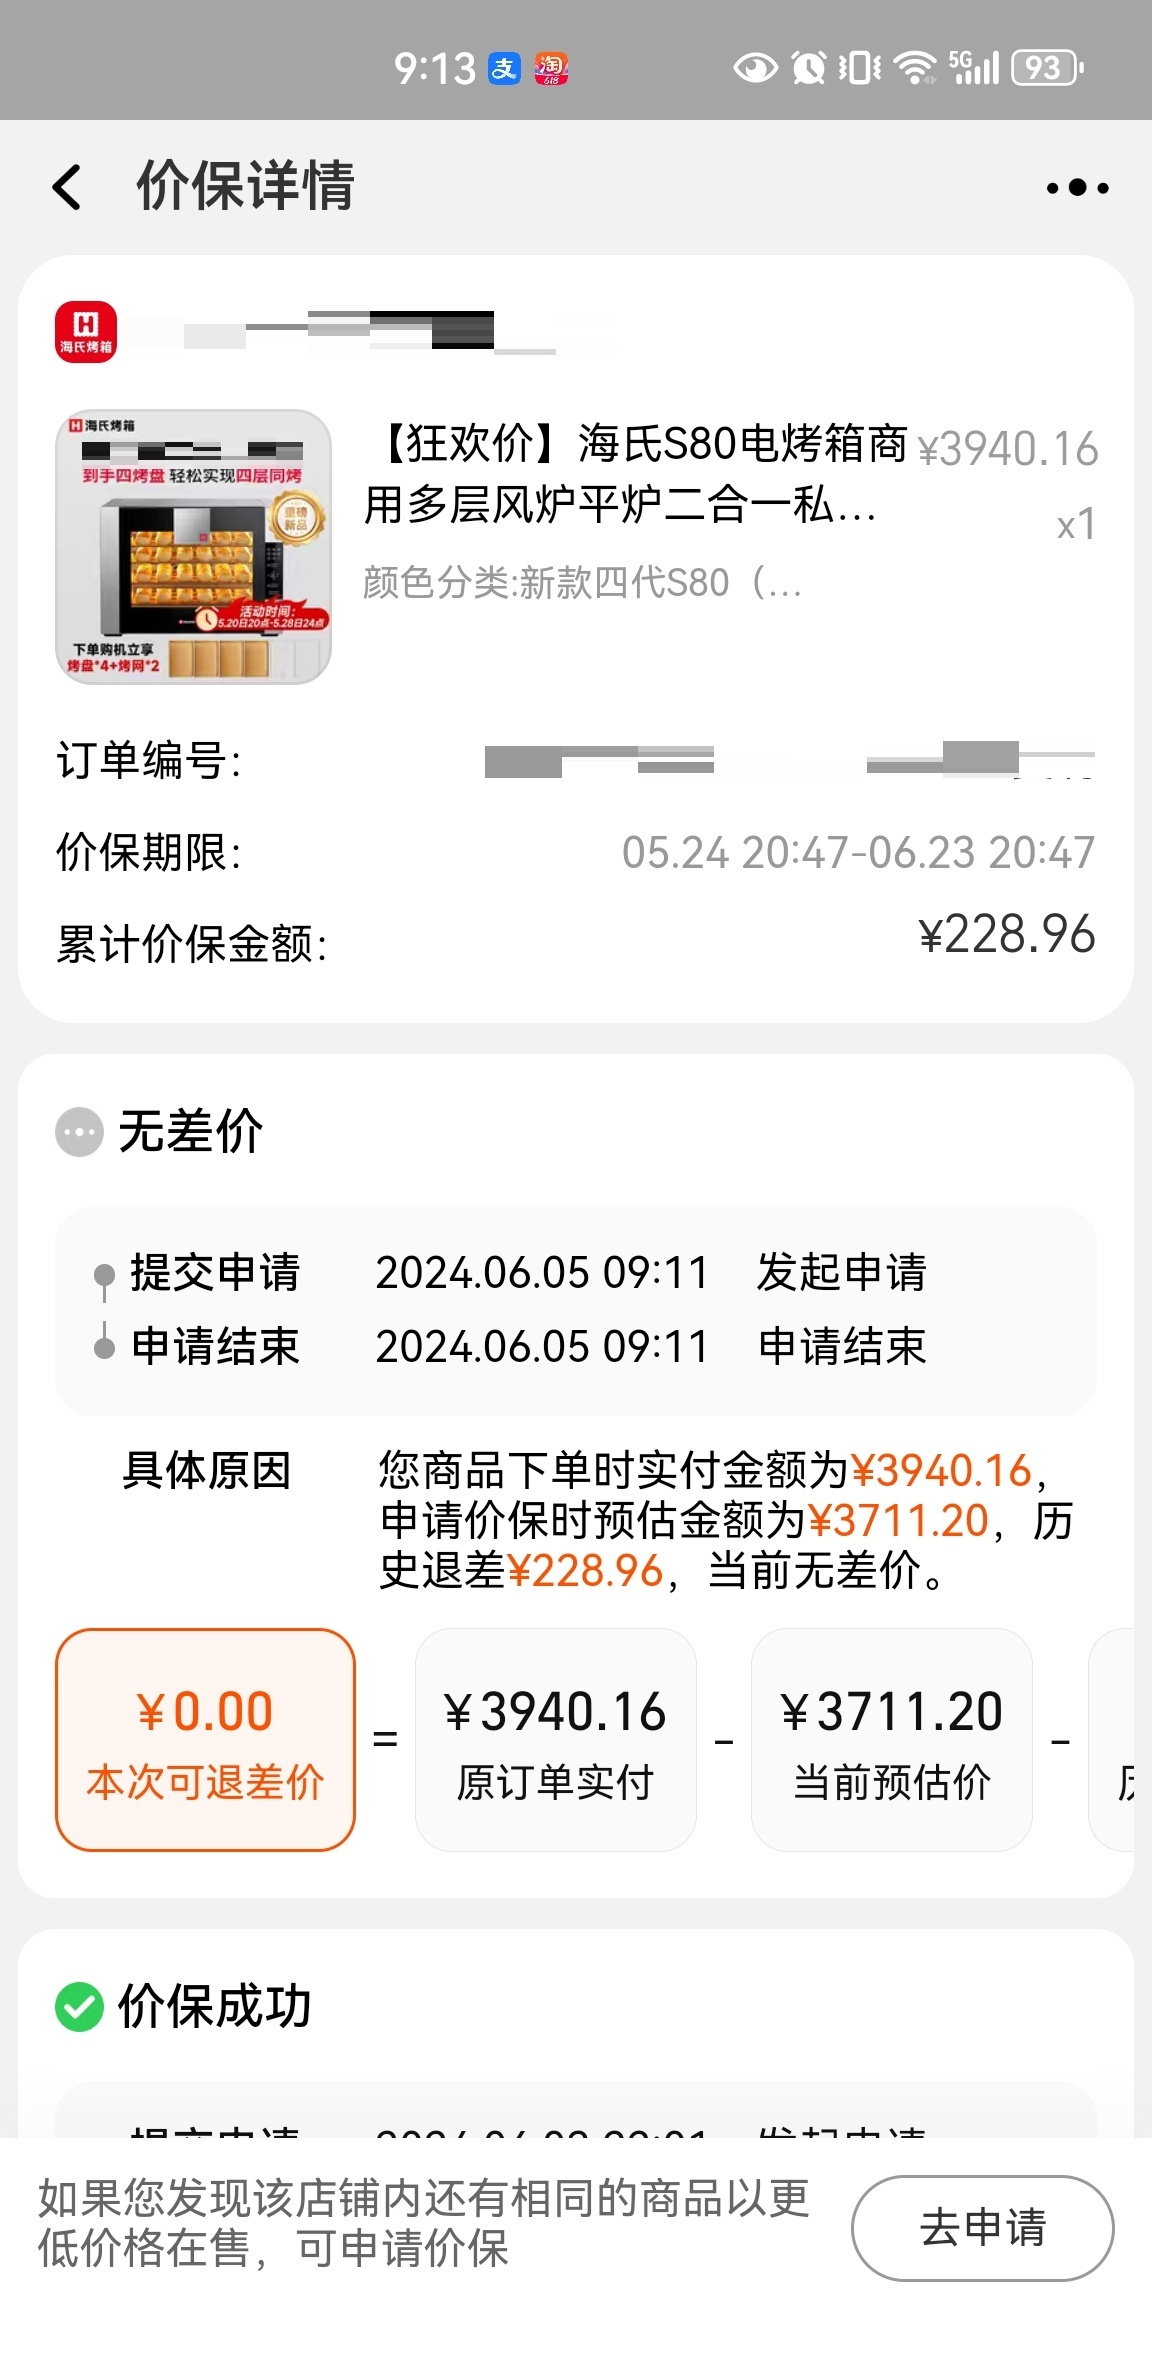 9:13 支 淘 618 5G 93
价保详情
海氏烤箱
海氏烤箱
到手四烤盘 轻松实现四层同烤
重磅
新品
活动时间:
5.20日20点-5.28日24点
下单购机立享
烤盘*4+烤网*2
【狂欢价】海氏S80电烤箱商 ¥3940.16
用多层风炉平炉二合一私... x1
颜色分类:新款四代S80（...
订单编号:
价保期限: 05.24 20:47-06.23 20:47
累计价保金额: ¥228.96
无差价
提交申请 2024.06.05 09:11 发起申请
申请结束 2024.06.05 09:11 申请结束
具体原因 您商品下单时实付金额为¥3940.16，
申请价保时预估金额为¥3711.20，历
史退差¥228.96，当前无差价。
¥0.00 = ¥3940.16 - ¥3711.20 -
本次可退差价 原订单实付 当前预估价
价保成功
如果您发现该店铺内还有相同的商品以更
低价格在售，可申请价保
去申请